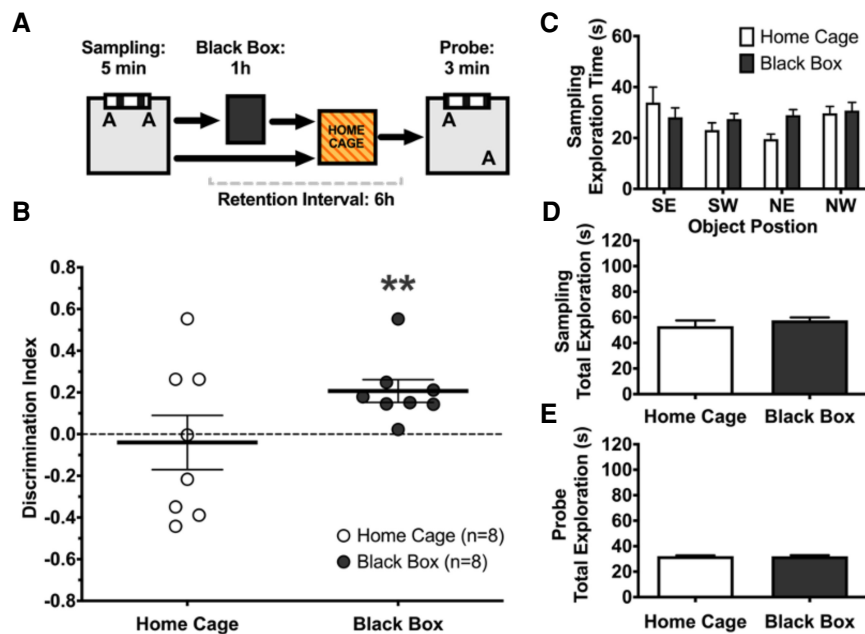 A
Sampling:
5 min
Black Box:
1h
Probe:
3 min
A A
HOME
CAGE
A
A
Retention Interval: 6h
B
Discrimination Index
0.8
0.6
0.4
0.2
0.0
-0.2
-0.4
-0.6
-0.8
**
Home Cage (n=8)
Black Box (n=8)
Home Cage Black Box
C
Sampling
Exploration Time (s)
60
40
20
0
Home Cage
Black Box
SE SW NE NW
Object Postion
D
Sampling
Total Exploration (s)
120
100
80
60
40
20
0
Home Cage Black Box
E
Probe
Total Exploration (s)
120
100
80
60
40
20
0
Home Cage Black Box